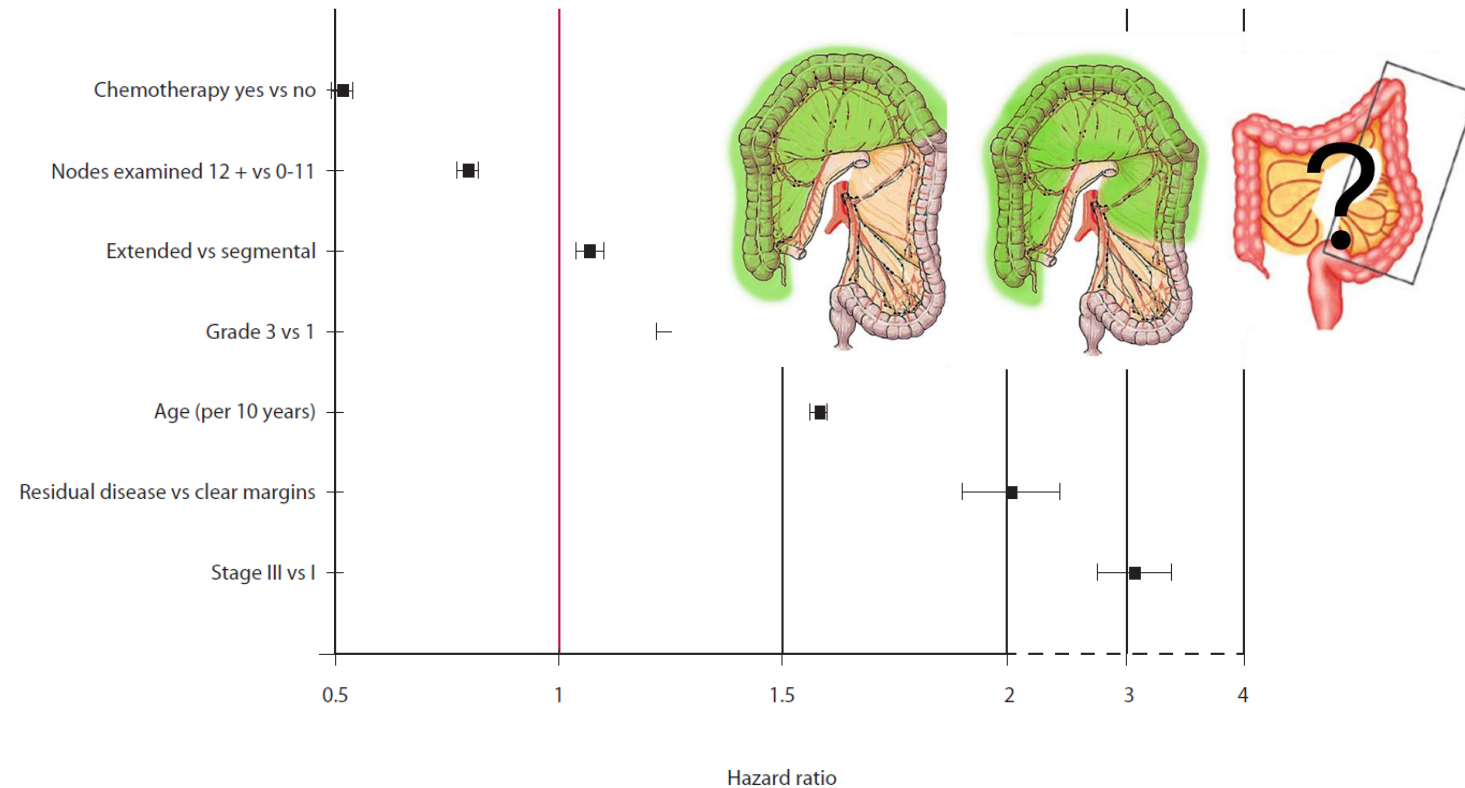 Chemotherapy yes vs no
Nodes examined 12 + vs 0-11
Extended vs segmental
Grade 3 vs 1
Age (per 10 years)
Residual disease vs clear margins
Stage III vs I
?
0.5 1 1.5 2 3 4
Hazard ratio